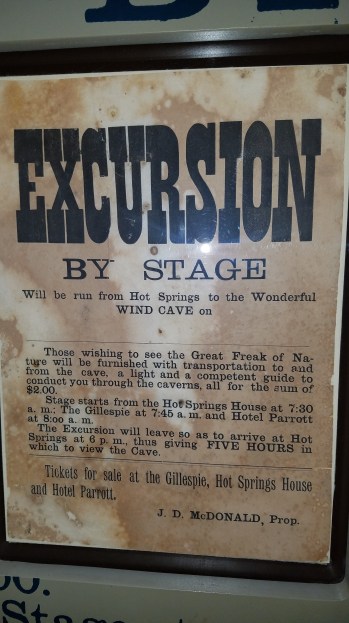 EXCURSION
BY STAGE
Will be run from Hot Springs to the Wonderful
WIND CAVE on
Those wishing to see the Great Freak of Na-
ture will be furnished with transportation to and
from the cave, a light and a competent guide to
conduct you through the caverns, all for the sum of
$2.00.
Stage starts from the Hot Springs House at 7:30
a. m.; The Gillespie at 7:45 a. m. and Hotel Parrott
at 8:00 a. m.
The Excursion will leave so as to arrive at Hot
Springs at 6 p. m., thus giving FIVE HOURS in
which to view the Cave.
Tickets for sale at the Gillespie, Hot Springs House
and Hotel Parrott.
J. D. McDONALD, Prop.